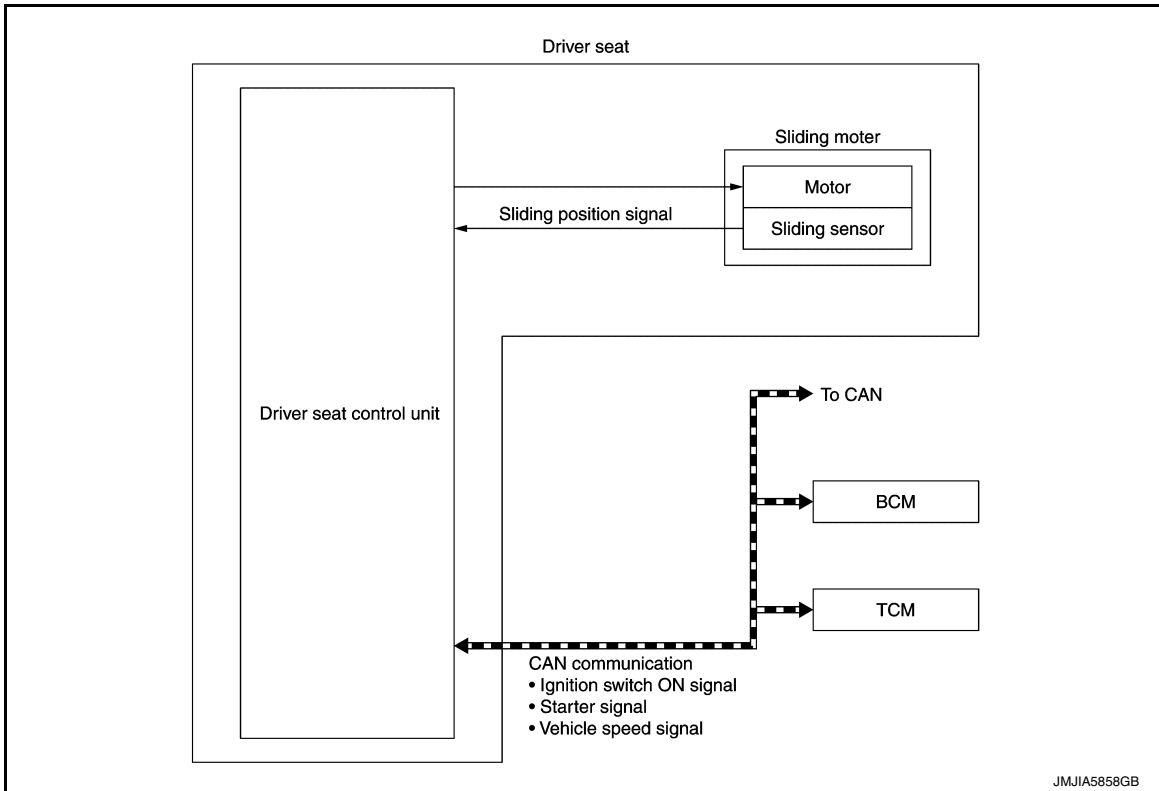 Driver seat
Sliding moter
Motor
Sliding position signal
Sliding sensor
Driver seat control unit
To CAN
BCM
TCM
CAN communication
• Ignition switch ON signal
• Starter signal
• Vehicle speed signal
JMJIA5858GB